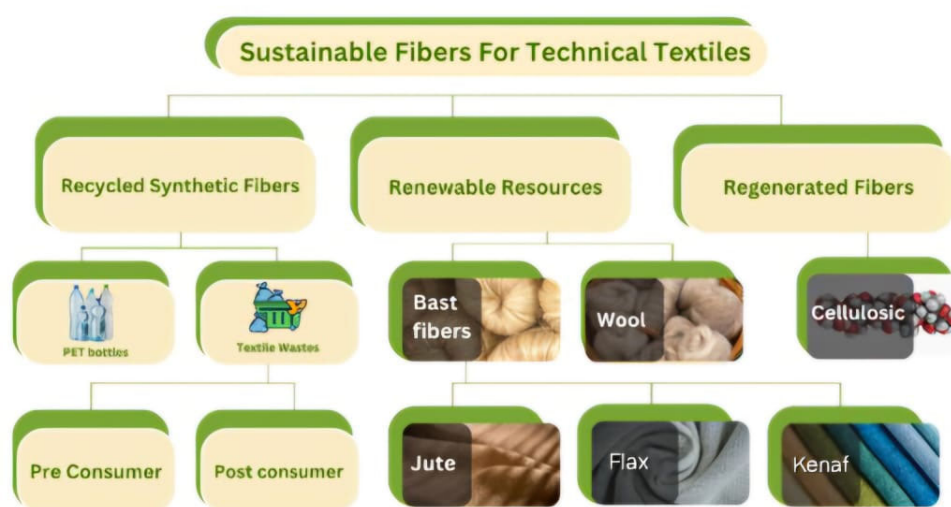 Sustainable Fibers For Technical Textiles
Recycled Synthetic Fibers
Renewable Resources
Regenerated Fibers
PET bottles
Textile Wastes
Bast
fibers
Wool
Cellulosic
Pre Consumer
Post consumer
Jute
Flax
Kenaf